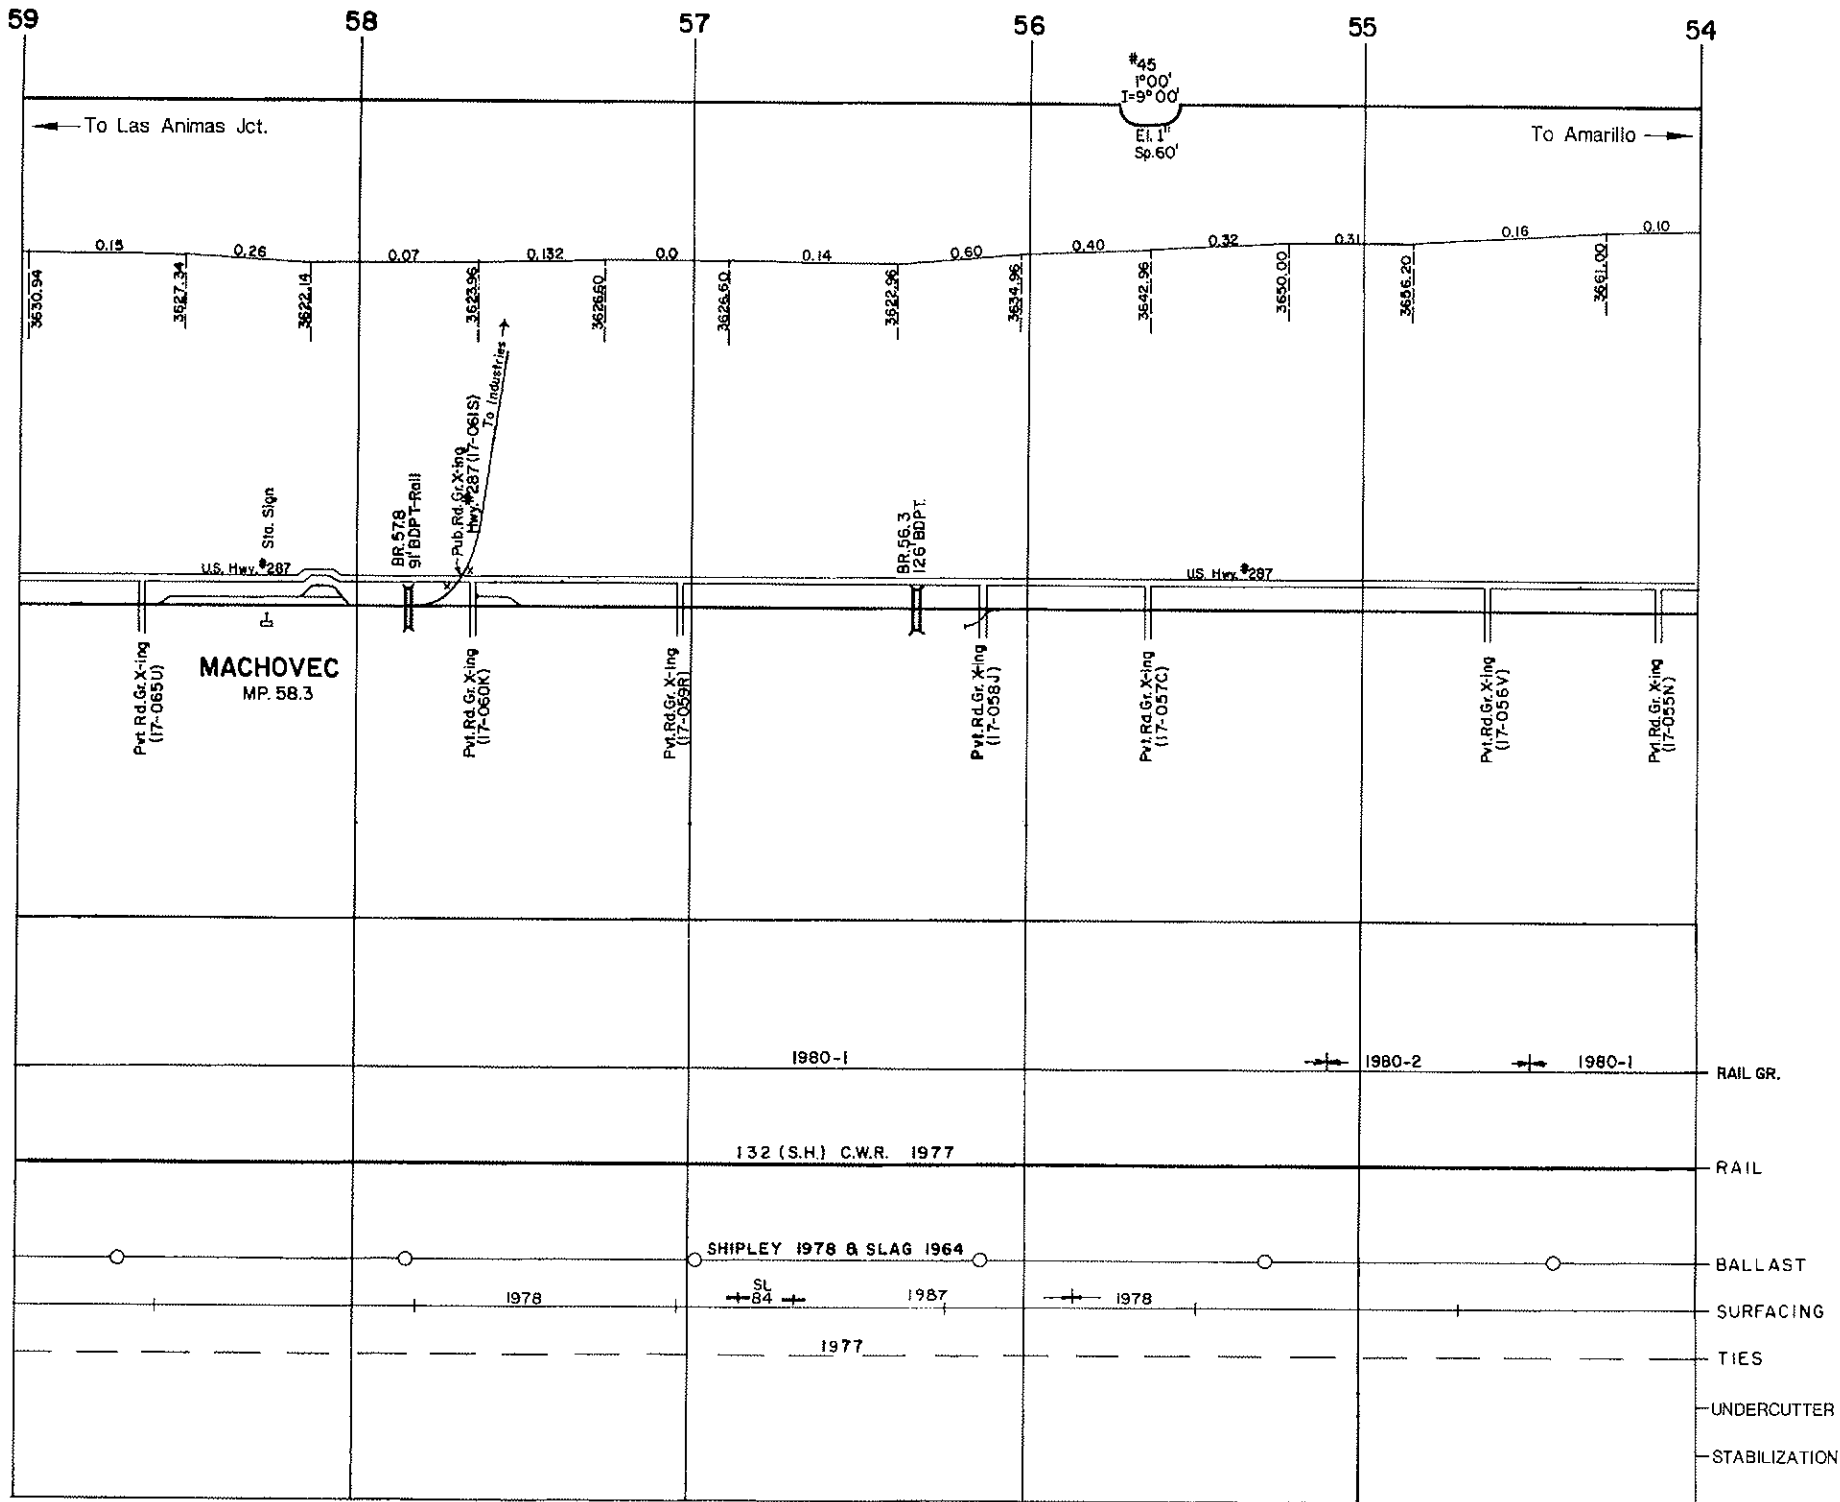 59
58
57
56
55
54
#45
1°00'
I=9°00'
To Las Animas Jct.
El. 1"
Sp. 60'
To Amarillo
0.15
0.26
0.07
0.132
0.0
0.14
0.60
0.40
0.32
0.31
0.16
0.10
3630.94
3627.34
3622.14
3623.96
3626.60
3626.60
3622.96
3634.96
3642.96
3650.00
3656.20
3661.00
To Industries
Sta. Sign
BR. 57.8
91' BDPT-Rail
Pub. Rd. Gr. X-ing
Hwy. #287 (17-061S)
BR. 56.3
126' BDPT.
U.S. Hwy. #287
U.S. Hwy. #287
MACHOVEC
MP. 58.3
Pvt. Rd. Gr. X-ing
(17-065U)
Pvt. Rd. Gr. X-ing
(17-060K)
Pvt. Rd. Gr. X-ing
(17-059R)
Pvt. Rd. Gr. X-ing
(17-058J)
Pvt. Rd. Gr. X-ing
(17-057C)
Pvt. Rd. Gr. X-ing
(17-056V)
Pvt. Rd. Gr. X-ing
(17-055N)
1980-1
1980-2
1980-1
RAIL GR.
132 (S.H.) C.W.R. 1977
RAIL
SHIPLEY 1978 & SLAG 1964
BALLAST
1978
SL
84
1987
1978
SURFACING
1977
TIES
UNDERCUTTER
STABILIZATION